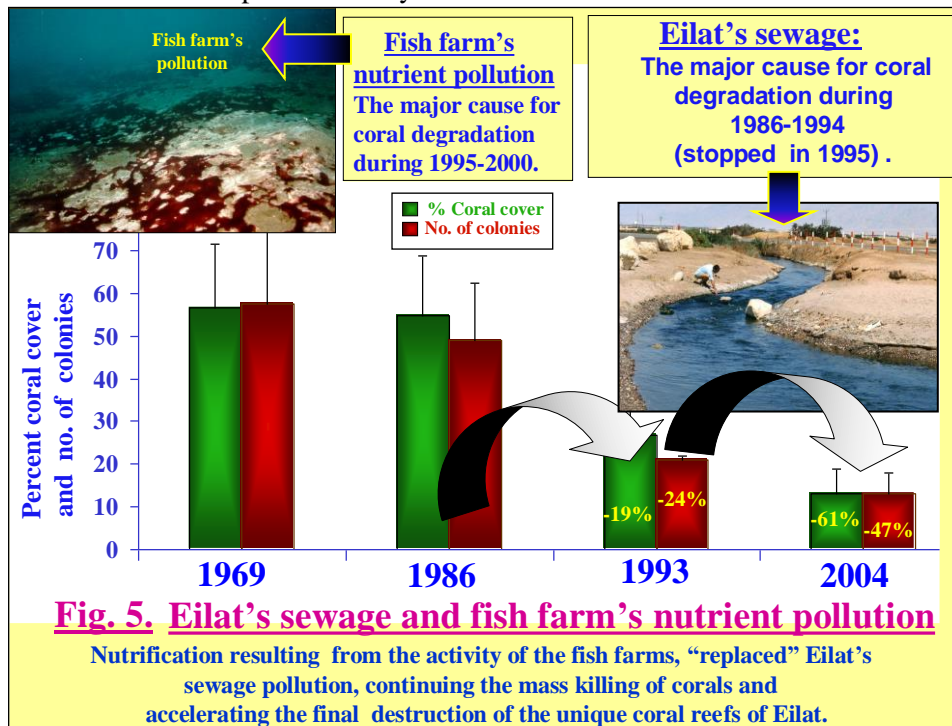 Fish farm's
pollution
Fish farm's
nutrient pollution
The major cause for
coral degradation
during 1995-2000.
Eilat's sewage:
The major cause for coral
degradation during
1986-1994
(stopped in 1995) .
% Coral cover
No. of colonies
Percent coral cover
and no. of colonies
70
60
50
40
30
20
10
0
-19%
-24%
-61%
-47%
1969
1986
1993
2004
Fig. 5. Eilat's sewage and fish farm's nutrient pollution
Nutrification resulting from the activity of the fish farms, “replaced” Eilat's
sewage pollution, continuing the mass killing of corals and
accelerating the final destruction of the unique coral reefs of Eilat.